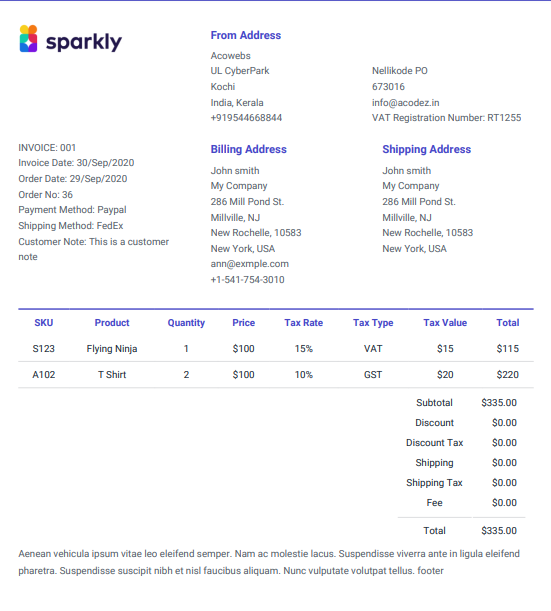 sparkly
From Address
Acowebs
UL CyberPark Nellikode PO
Kochi 673016
India, Kerala info@acodez.in
+919544668844 VAT Registration Number: RT1255
INVOICE: 001
Invoice Date: 30/Sep/2020
Order Date: 29/Sep/2020
Order No: 36
Payment Method: Paypal
Shipping Method: FedEx
Customer Note: This is a customer
note
Billing Address
John smith
My Company
286 Mill Pond St.
Millville, NJ
New Rochelle, 10583
New York, USA
ann@exmple.com
+1-541-754-3010
Shipping Address
John smith
My Company
286 Mill Pond St.
Millville, NJ
New Rochelle, 10583
New York, USA
SKU Product Quantity Price Tax Rate Tax Type Tax Value Total
S123 Flying Ninja 1 $100 15% VAT $15 $115
A102 T Shirt 2 $100 10% GST $20 $220
Subtotal $335.00
Discount $0.00
Discount Tax $0.00
Shipping $0.00
Shipping Tax $0.00
Fee $0.00
Total $335.00
Aenean vehicula ipsum vitae leo eleifend semper. Nam ac molestie lacus. Suspendisse viverra ante in ligula eleifend
pharetra. Suspendisse suscipit nibh et nisl faucibus aliquam. Nunc vulputate volutpat tellus. footer